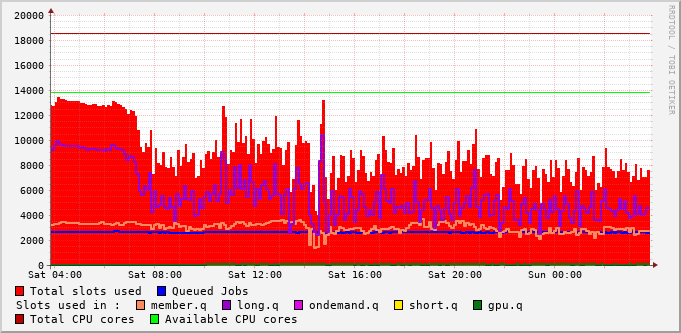 20000
18000
16000
14000
12000
10000
8000
6000
4000
2000
0
Sat 04:00 Sat 08:00 Sat 12:00 Sat 16:00 Sat 20:00 Sun 00:00
Total slots used Queued Jobs
Slots used in : member.q long.q ondemand.q short.q gpu.q
Total CPU cores Available CPU cores
RRDTOOL / TOBI OETIKER